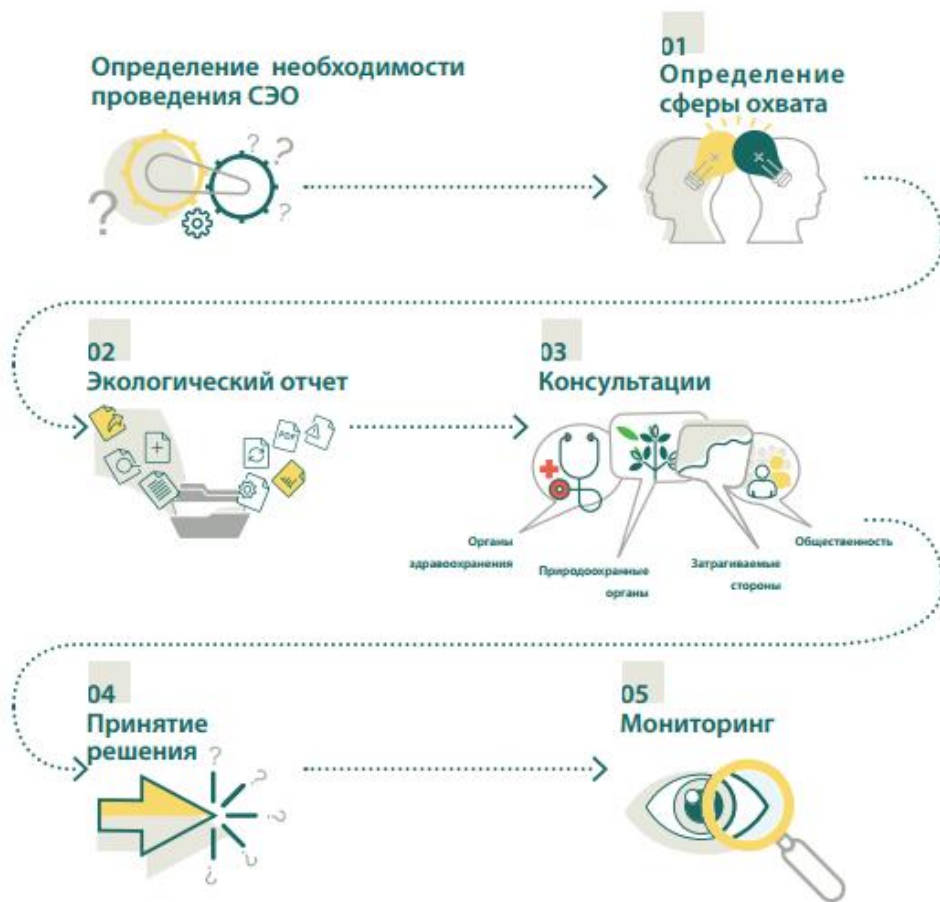 Определение необходимости
проведения СЭО
01
Определение
сферы охвата
02
Экологический отчет
03
Консультации
PDF
Органы
здравоохранения
Природоохранные
органы
Затрагиваемые
стороны
Общественность
04
Принятие
решения
05
Мониторинг